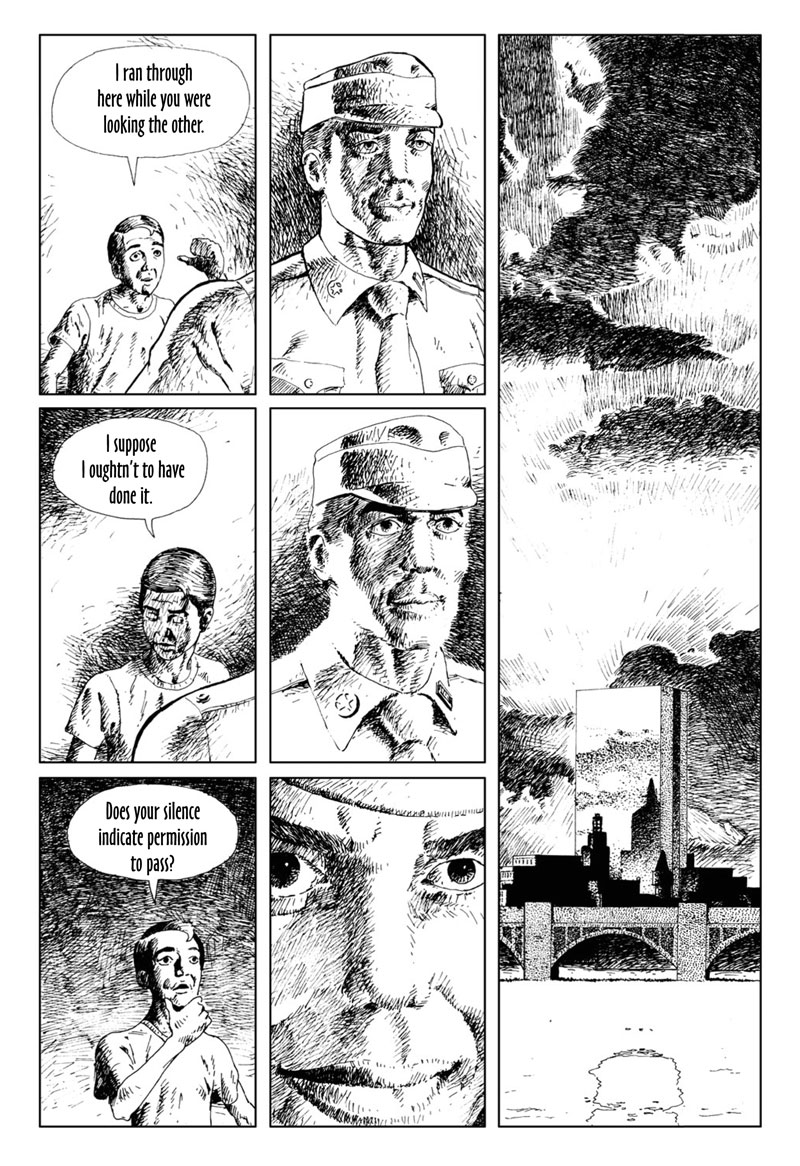 I ran through
here while you were
looking the other.
I suppose
I oughtn't to have
done it.
Does your silence
indicate permission
to pass?